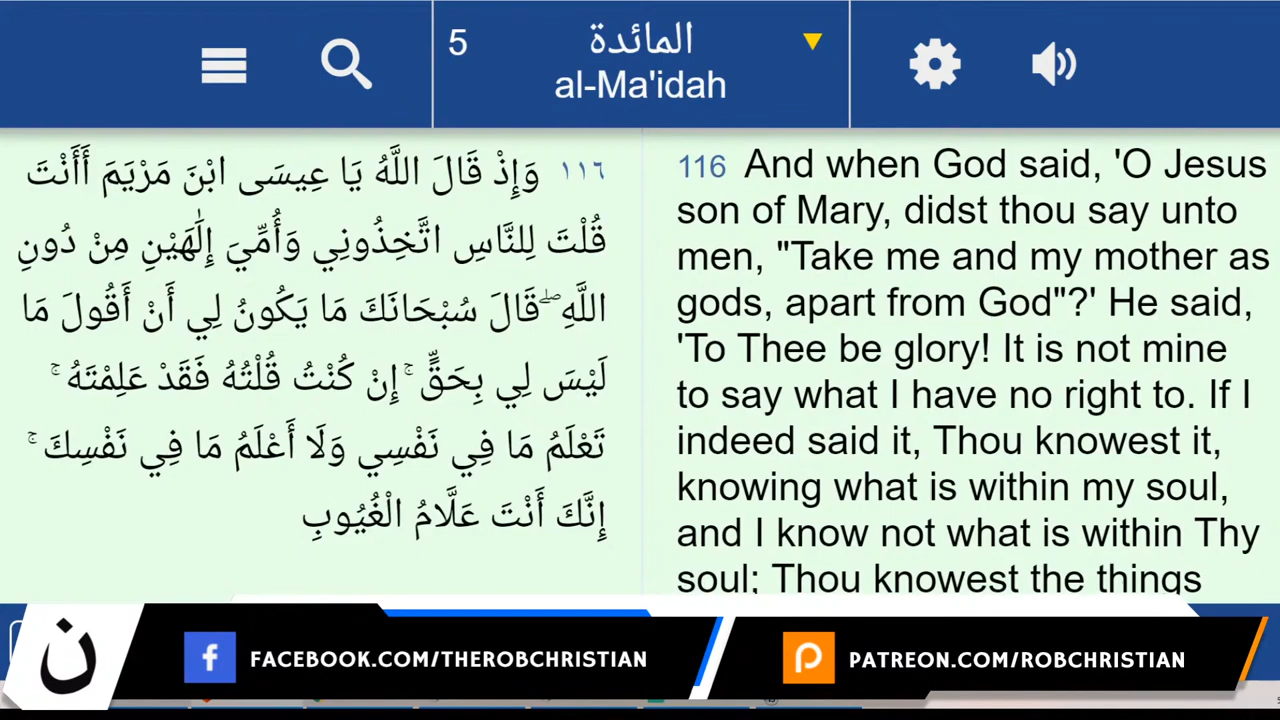 5
المائدة
al-Ma'idah
١١٦ وَإِذْ قَالَ اللَّهُ يَا عِيسَى ابْنَ مَرْيَمَ أَأَنْتَ
قُلْتَ لِلنَّاسِ اتَّخِذُونِي وَأُمِّيَ إِلَٰهَيْنِ مِنْ دُونِ
اللَّهِ ۖ قَالَ سُبْحَانَكَ مَا يَكُونُ لِي أَنْ أَقُولَ مَا
لَيْسَ لِي بِحَقٍّ ۚ إِنْ كُنْتُ قُلْتُهُ فَقَدْ عَلِمْتَهُ ۚ
تَعْلَمُ مَا فِي نَفْسِي وَلَا أَعْلَمُ مَا فِي نَفْسِكَ ۚ
إِنَّكَ أَنْتَ عَلَّامُ الْغُيُوبِ
116 And when God said, 'O Jesus
son of Mary, didst thou say unto
men, "Take me and my mother as
gods, apart from God"?' He said,
'To Thee be glory! It is not mine
to say what I have no right to. If I
indeed said it, Thou knowest it,
knowing what is within my soul,
and I know not what is within Thy
soul; Thou knowest the things
ن
FACEBOOK.COM/THEROBCHRISTIAN
PATREON.COM/ROBCHRISTIAN